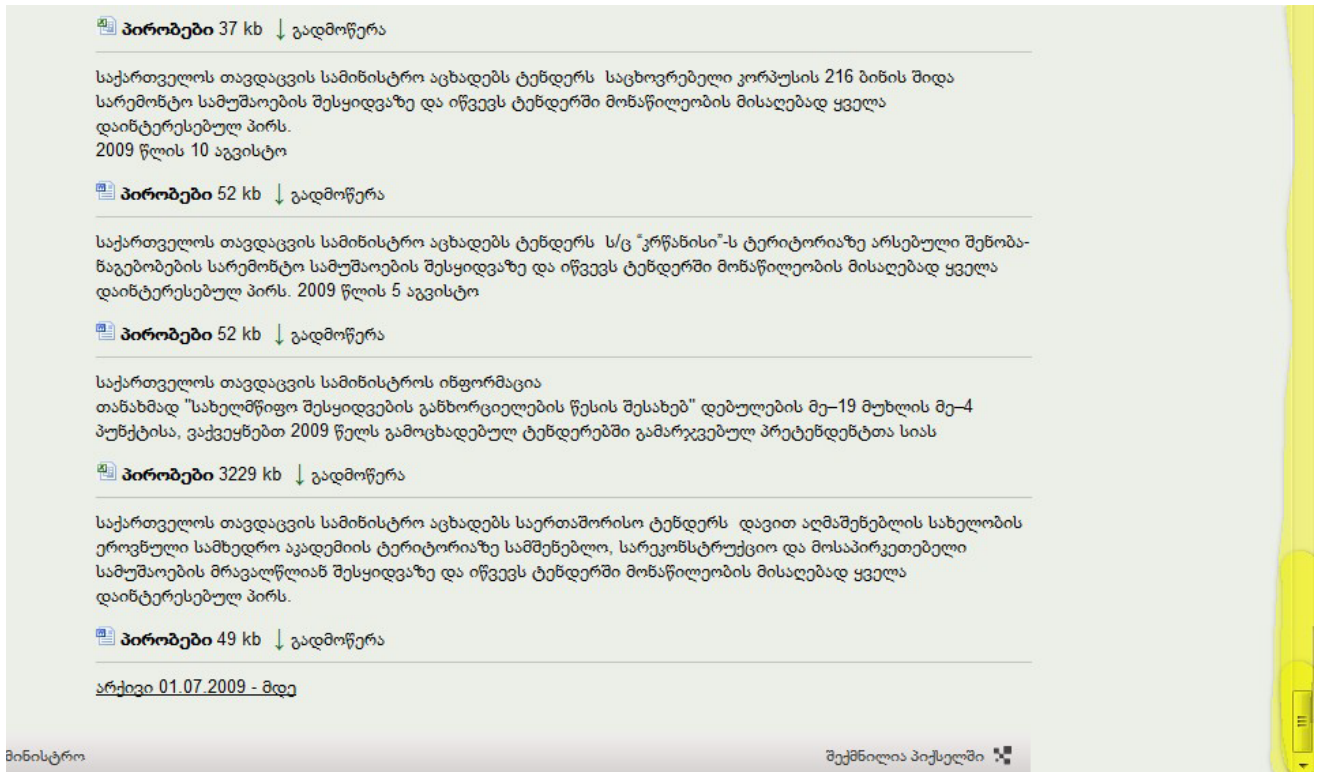 პირობები 37 kb ↓ გადმოწერა
საქართველოს თავდაცვის სამინისტრო აცხადებს ტენდერს საცხოვრებელი კორპუსის 216 ბინის შიდა
სარემონტო სამუშაოების შესყიდვაზე და იწვევს ტენდერში მონაწილეობის მისაღებად ყველა
დაინტერესებულ პირს.
2009 წლის 10 აგვისტო
პირობები 52 kb ↓ გადმოწერა
საქართველოს თავდაცვის სამინისტრო აცხადებს ტენდერს ს/ც “კრწანისი”-ს ტერიტორიაზე არსებული შენობა-
ნაგებობების სარემონტო სამუშაოების შესყიდვაზე და იწვევს ტენდერში მონაწილეობის მისაღებად ყველა
დაინტერესებულ პირს. 2009 წლის 5 აგვისტო
პირობები 52 kb ↓ გადმოწერა
საქართველოს თავდაცვის სამინისტროს ინფორმაცია
თანახმად "სახელმწიფო შესყიდვების განხორციელების წესის შესახებ" დებულების მე–19 მუხლის მე–4
პუნქტისა, ვაქვეყნებთ 2009 წელს გამოცხადებულ ტენდერებში გამარჯვებულ პრეტენდენტთა სიას
პირობები 3229 kb ↓ გადმოწერა
საქართველოს თავდაცვის სამინისტრო აცხადებს საერთაშორისო ტენდერს დავით აღმაშენებლის სახელობის
ეროვნული სამხედრო აკადემიის ტერიტორიაზე სამშენებლო, სარეკონსტრუქციო და მოსაპირკეთებელი
სამუშაოების მრავალწლიან შესყიდვაზე და იწვევს ტენდერში მონაწილეობის მისაღებად ყველა
დაინტერესებულ პირს.
პირობები 49 kb ↓ გადმოწერა
არქივი 01.07.2009 - მდე
მინისტრო
შექმნილია პიქსელში